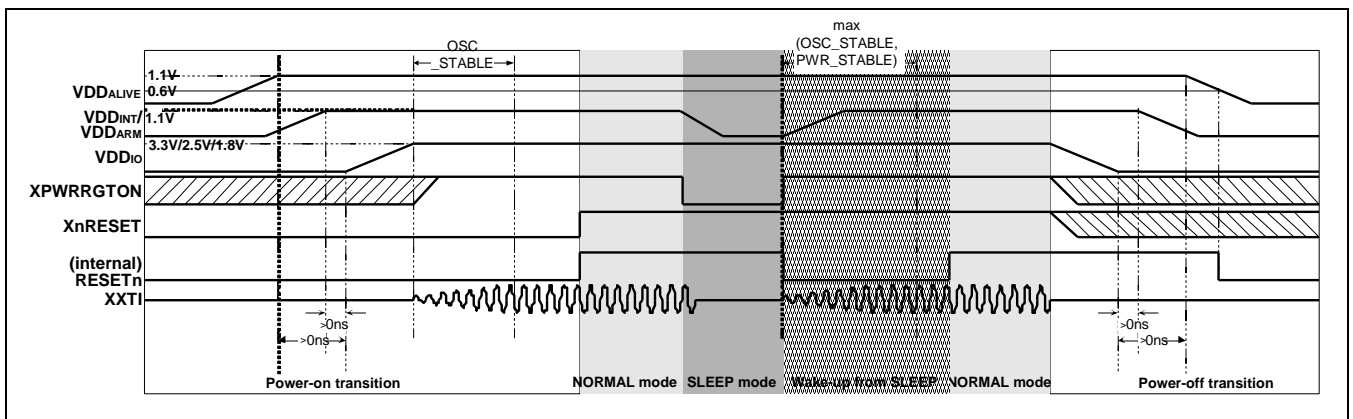 max
(OSC_STABLE,
PWR_STABLE)
OSC
_STABLE
1.1V
VDDALIVE 0.6V
VDDINT/ 1.1V
VDDARM
3.3V/2.5V/1.8V
VDDIO
XPWRRGTON
XnRESET
(internal)
RESETn
XXTI
>0ns
>0ns
>0ns
>0ns
Power-on transition
NORMAL mode
SLEEP mode
Wake-up from SLEEP
NORMAL mode
Power-off transition